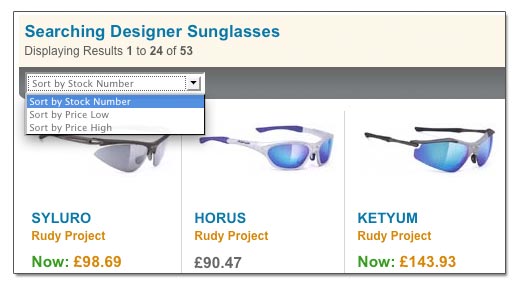 Searching Designer Sunglasses
Displaying Results 1 to 24 of 53
Sort by Stock Number
Sort by Stock Number
Sort by Price Low
Sort by Price High
SYLURO
Rudy Project
Now: £98.69
HORUS
Rudy Project
£90.47
KETYUM
Rudy Project
Now: £143.93